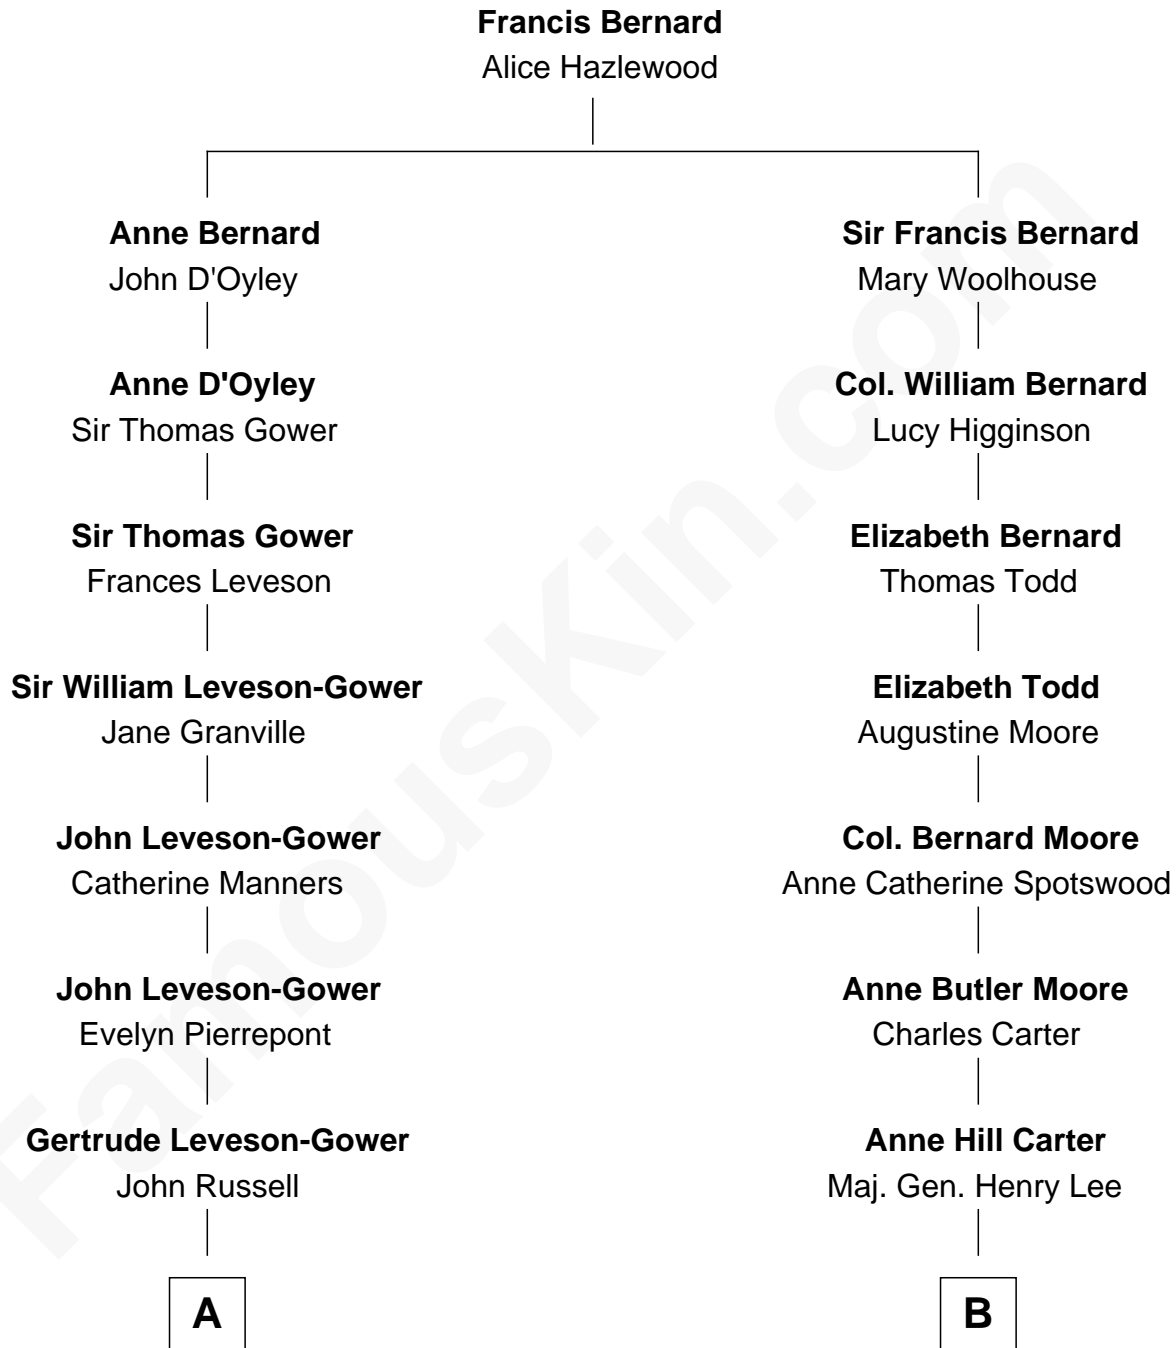 Francis Bernard
Alice Hazlewood
Anne Bernard
John D'Oyley
Sir Francis Bernard
Mary Woolhouse
Anne D'Oyley
Sir Thomas Gower
Col. William Bernard
Lucy Higginson
Sir Thomas Gower
Frances Leveson
Elizabeth Bernard
Thomas Todd
Sir William Leveson-Gower
Jane Granville
Elizabeth Todd
Augustine Moore
John Leveson-Gower
Catherine Manners
Col. Bernard Moore
Anne Catherine Spotswood
John Leveson-Gower
Evelyn Pierrepont
Anne Butler Moore
Charles Carter
Gertrude Leveson-Gower
John Russell
Anne Hill Carter
Maj. Gen. Henry Lee
A
B
FamousKin.com